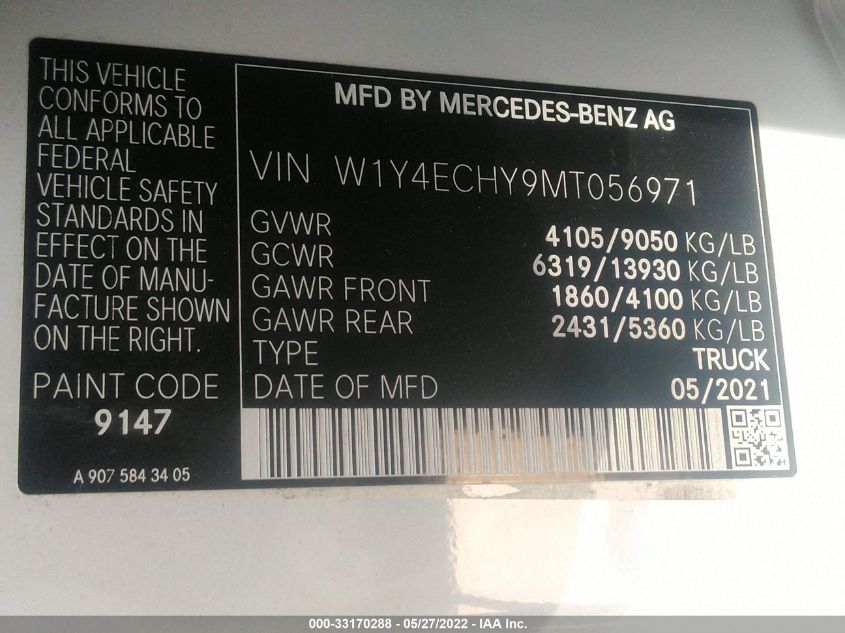 THIS VEHICLE
CONFORMS TO
ALL APPLICABLE
FEDERAL
VEHICLE SAFETY
STANDARDS IN
EFFECT ON THE
DATE OF MANU-
FACTURE SHOWN
ON THE RIGHT.
PAINT CODE
9147
A 907 584 34 05
MFD BY MERCEDES-BENZ AG
VIN W1Y4ECHY9MT056971
GVWR 4105/9050 KG/LB
GCWR 6319/13930 KG/LB
GAWR FRONT 1860/4100 KG/LB
GAWR REAR 2431/5360 KG/LB
TYPE TRUCK
DATE OF MFD 05/2021
000-33170288 - 05/27/2022 - IAA Inc.